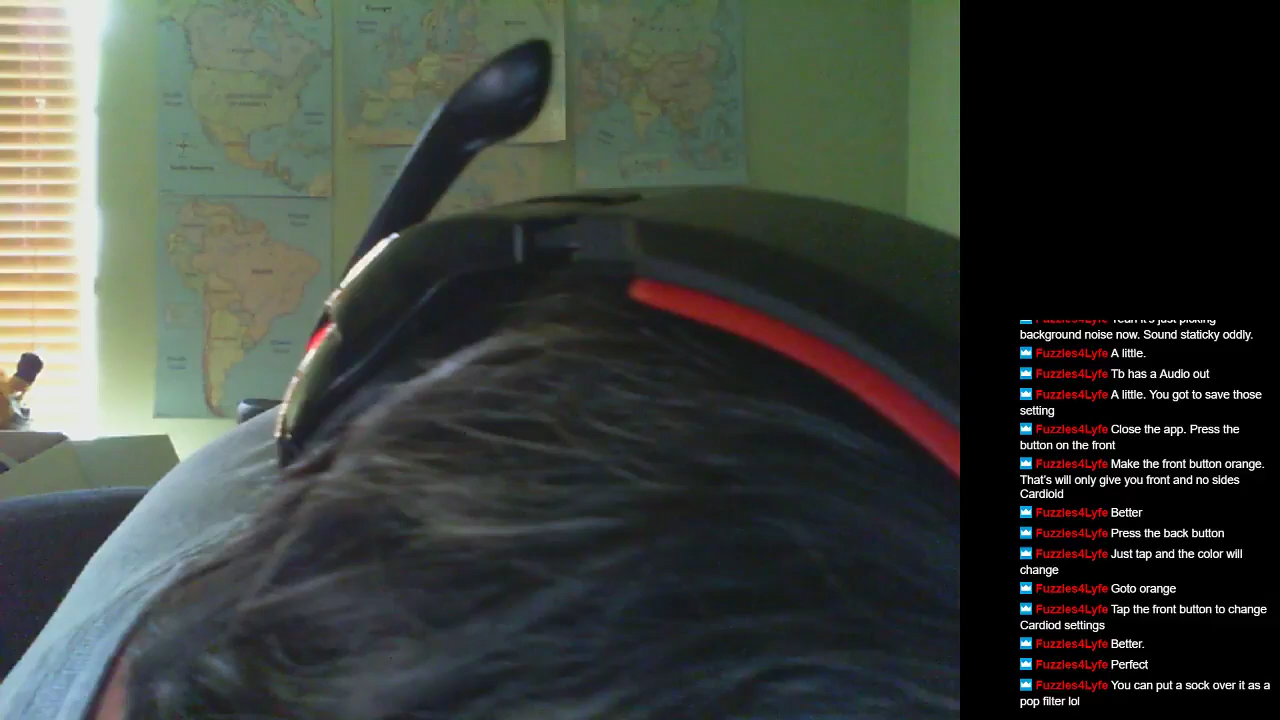 Europe
background noise now. Sound staticky oddly.
Fuzzles4Lyfe A little.
Fuzzles4Lyfe Tb has a Audio out
Fuzzles4Lyfe A little. You got to save those
setting
Fuzzles4Lyfe Close the app. Press the
button on the front
Fuzzles4Lyfe Make the front button orange.
That's will only give you front and no sides
Cardioid
Fuzzles4Lyfe Better
Fuzzles4Lyfe Press the back button
Fuzzles4Lyfe Just tap and the color will
change
Fuzzles4Lyfe Goto orange
Fuzzles4Lyfe Tap the front button to change
Cardiod settings
Fuzzles4Lyfe Better.
Fuzzles4Lyfe Perfect
Fuzzles4Lyfe You can put a sock over it as a
pop filter lol